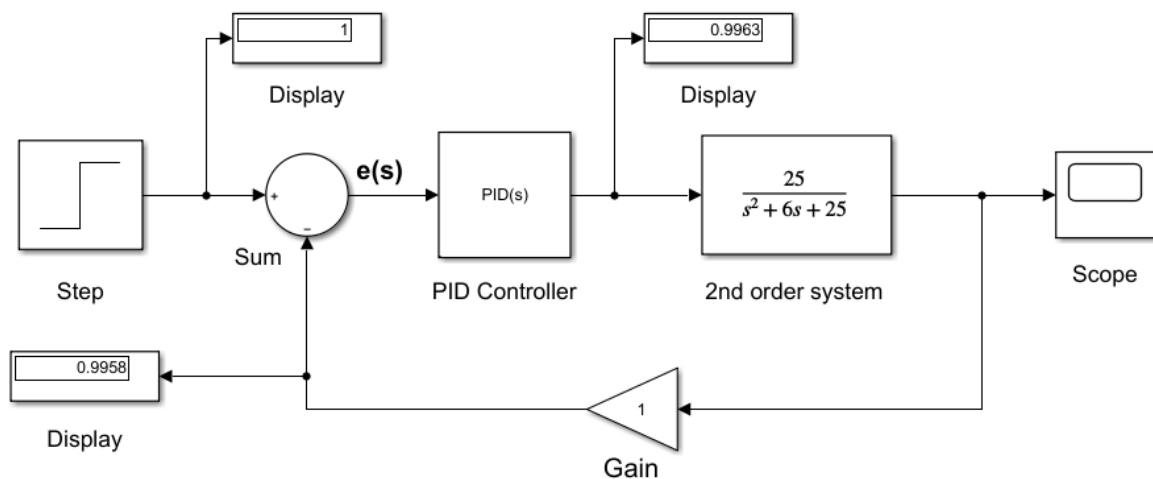 1
0.9963
Display
Display
e(s)
+
−
PID(s)
25
s² + 6s + 25
Sum
Step
PID Controller
2nd order system
Scope
0.9958
1
Display
Gain